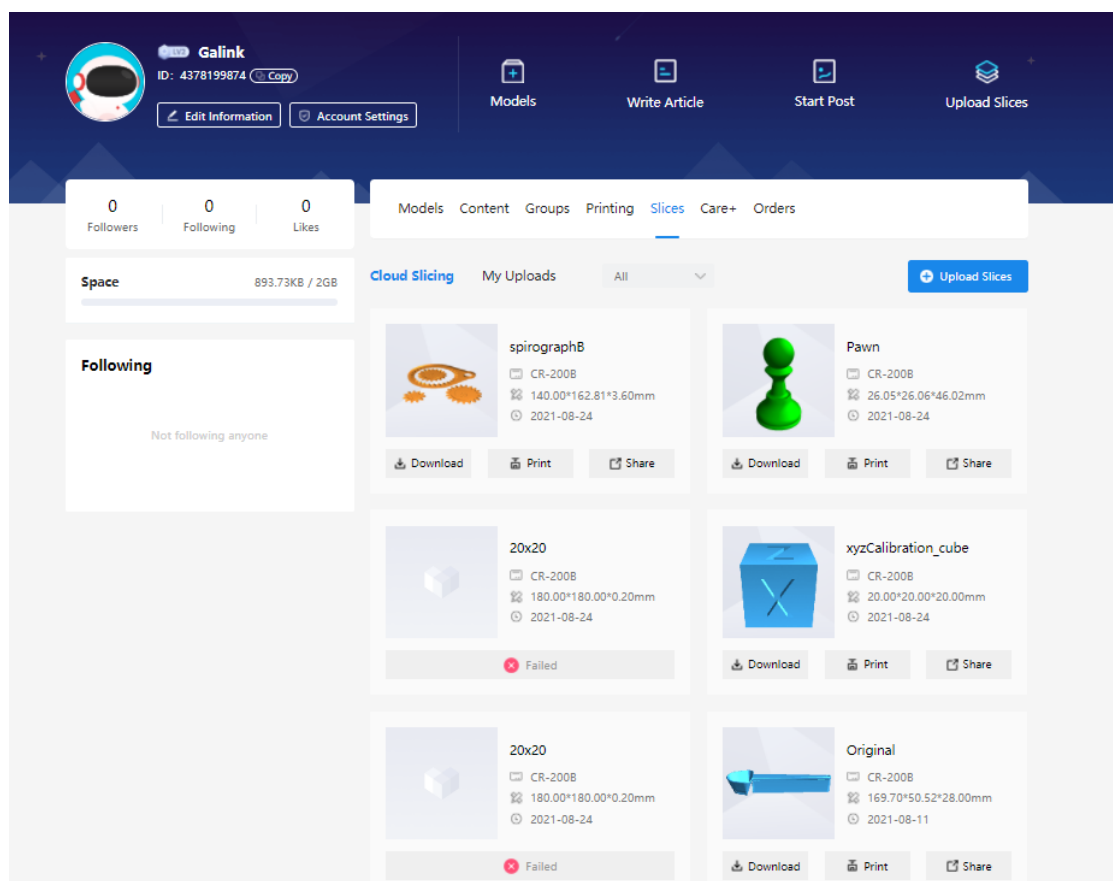 LV2 Galink
ID: 4378199874 Copy
Edit Information Account Settings
Models Write Article Start Post Upload Slices
0 0 0
Followers Following Likes
Space 893.73KB / 2GB
Following
Not following anyone
Models Content Groups Printing Slices Care+ Orders
Cloud Slicing My Uploads All Upload Slices
spirographB
CR-200B
140.00*162.81*3.60mm
2021-08-24
Download Print Share
Pawn
CR-200B
26.05*26.06*46.02mm
2021-08-24
Download Print Share
20x20
CR-200B
180.00*180.00*0.20mm
2021-08-24
Failed
Z
X
xyzCalibration_cube
CR-200B
20.00*20.00*20.00mm
2021-08-24
Download Print Share
20x20
CR-200B
180.00*180.00*0.20mm
2021-08-24
Failed
Original
CR-200B
169.70*50.52*28.00mm
2021-08-11
Download Print Share